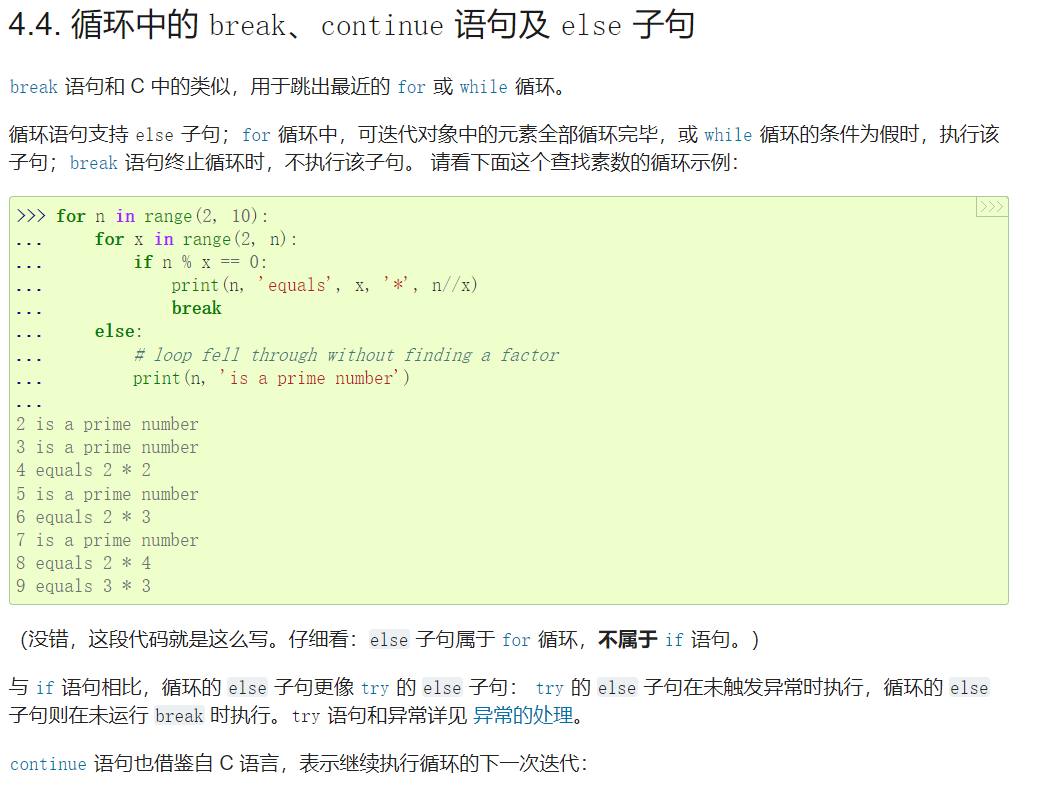 4.4. 循环中的 break、continue 语句及 else 子句
break 语句和 C 中的类似，用于跳出最近的 for 或 while 循环。
循环语句支持 else 子句；for 循环中，可迭代对象中的元素全部循环完毕，或 while 循环的条件为假时，执行该
子句；break 语句终止循环时，不执行该子句。 请看下面这个查找素数的循环示例：
>>>
>>> for n in range(2, 10):
...     for x in range(2, n):
...         if n % x == 0:
...             print(n, 'equals', x, '*', n//x)
...             break
...     else:
...         # loop fell through without finding a factor
...         print(n, 'is a prime number')
...
2 is a prime number
3 is a prime number
4 equals 2 * 2
5 is a prime number
6 equals 2 * 3
7 is a prime number
8 equals 2 * 4
9 equals 3 * 3
（没错，这段代码就是这么写。仔细看：else 子句属于 for 循环，不属于 if 语句。）
与 if 语句相比，循环的 else 子句更像 try 的 else 子句： try 的 else 子句在未触发异常时执行，循环的 else
子句则在未运行 break 时执行。try 语句和异常详见 异常的处理。
continue 语句也借鉴自 C 语言，表示继续执行循环的下一次迭代：